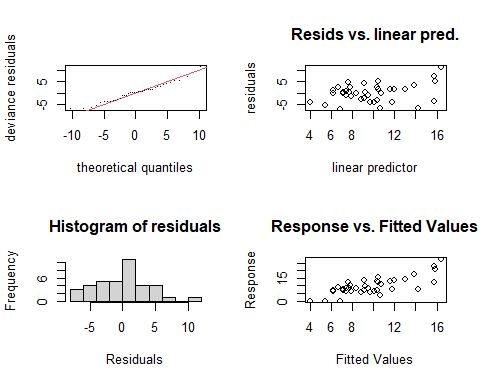 deviance residuals
5
-5
-10
-5
0
5
10
theoretical quantiles
Resids vs. linear pred.
residuals
5
-5
4
6
8
12
16
linear predictor
Histogram of residuals
Frequency
6
0
-5
0
5
10
Residuals
Response vs. Fitted Values
Response
15
0
4
6
8
12
16
Fitted Values